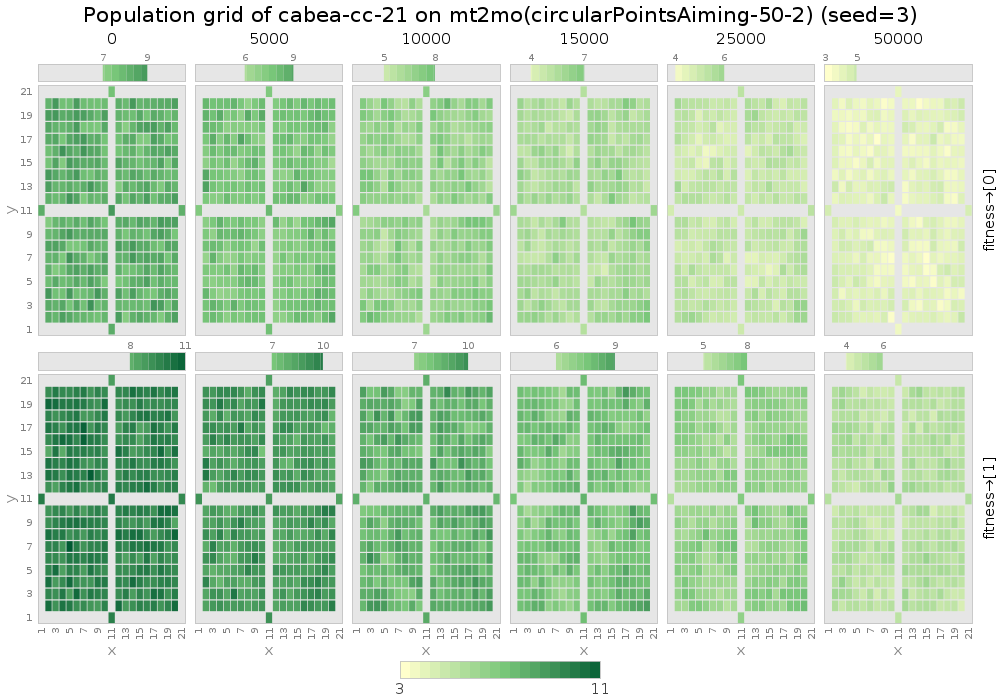 Population grid of cabea-cc-21 on mt2mo(circularPointsAiming-50-2) (seed=3)
0 5000 10000 15000 25000 50000
7 9 6 9 5 8 4 7 4 6 3 5
21
19
17
15
13
y 11
9
7
5
3
1
fitness→[0]
8 11 7 10 7 10 6 9 5 8 4 6
21
19
17
15
13
y 11
9
7
5
3
1
fitness→[1]
1 3 5 7 9 11 13 15 17 19 21 1 3 5 7 9 11 13 15 17 19 21 1 3 5 7 9 11 13 15 17 19 21 1 3 5 7 9 11 13 15 17 19 21 1 3 5 7 9 11 13 15 17 19 21 1 3 5 7 9 11 13 15 17 19 21
x x x x x x
3 11